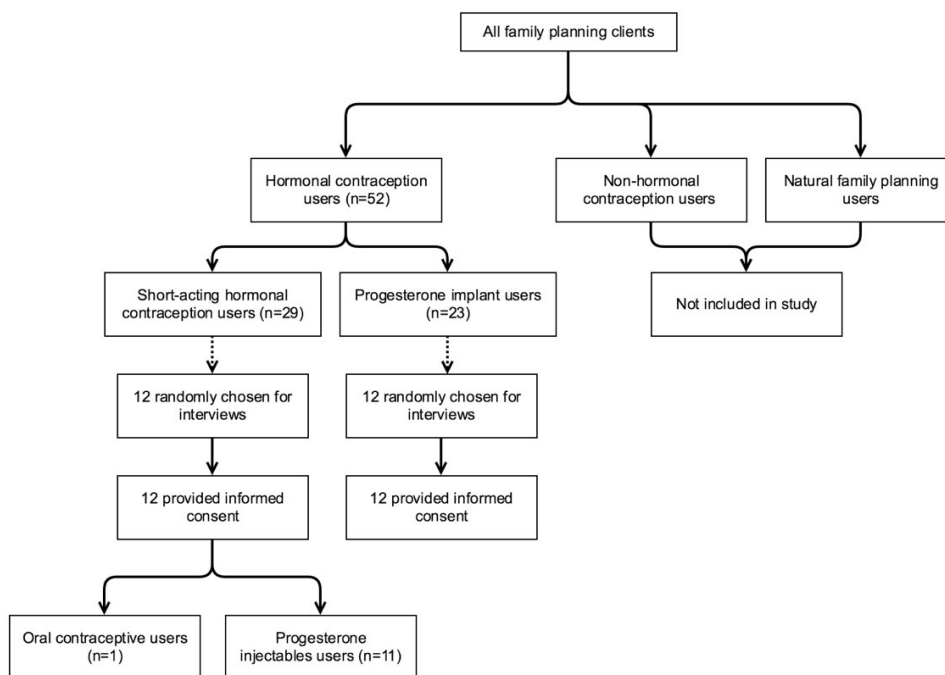 All family planning clients
Hormonal contraception
users (n=52)
Non-hormonal
contraception users
Natural family planning
users
Short-acting hormonal
contraception users (n=29)
Progesterone implant users
(n=23)
Not included in study
12 randomly chosen for
interviews
12 randomly chosen for
interviews
12 provided informed
consent
12 provided informed
consent
Oral contraceptive users
(n=1)
Progesterone
injectables users (n=11)